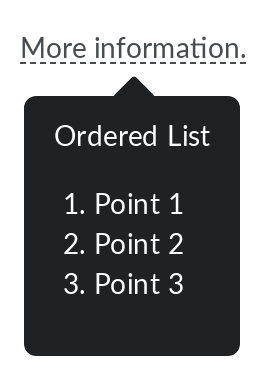 More information.
Ordered List
1. Point 1
2. Point 2
3. Point 3